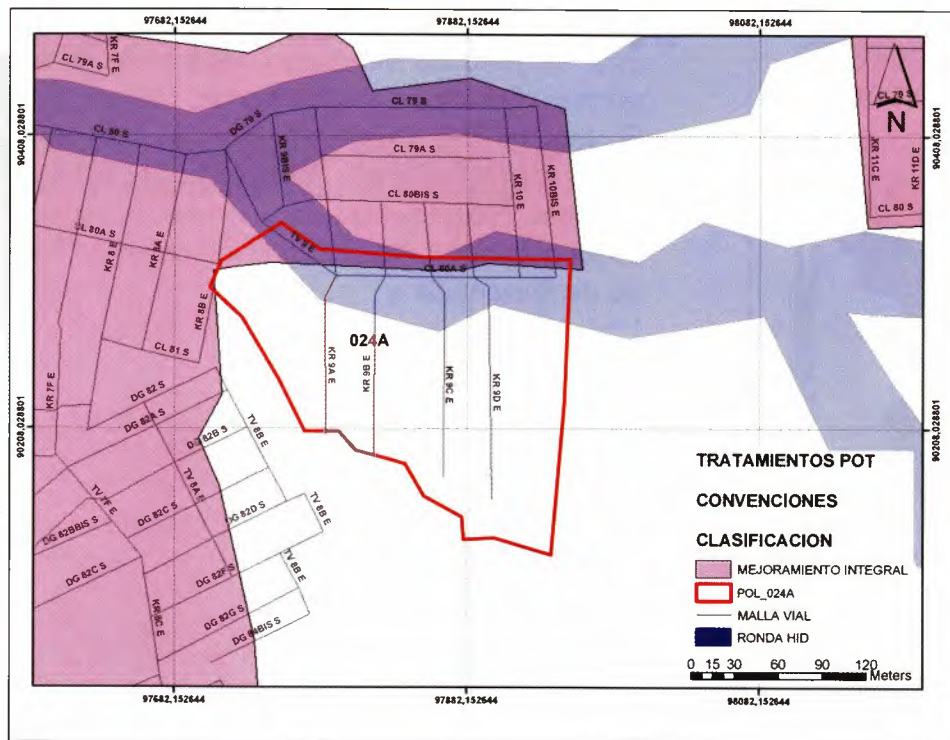 97682,152644
97882,152644
98082,152644
KR 7F E
CL 79A S
CL 79 S
CL 79 S
DG 79 S
N
CL 80 S
KR 9BIS E
CL 79A S
KR 10 E
KR 10BIS E
KR 11C E
KR 11D E
90408,028801
90408,028801
CL 80BIS S
CL 80 S
CL 80A S
KR 8 E
KR 8A E
KR 8B E
CL 80A S
024A
KR 9A E
KR 9B E
KR 9C E
KR 9D E
CL 81 S
KR 7F E
DG 82 S
DG 82A S
TV 8B E
DG 82B S
90208,028801
90208,028801
TV 8A E
TV 7F E
DG 82C S
DG 82D S
TV 8B E
DG 82BBIS S
DG 82C S
DG 82F S
TV 8B E
KR 8C E
DG 82G S
DG 84BIS S
TRATAMIENTOS POT
CONVENCIONES
CLASIFICACION
MEJORAMIENTO INTEGRAL
POL_024A
MALLA VIAL
RONDA HID
0 15 30 60 90 120
Meters
97682,152644
97882,152644
98082,152644